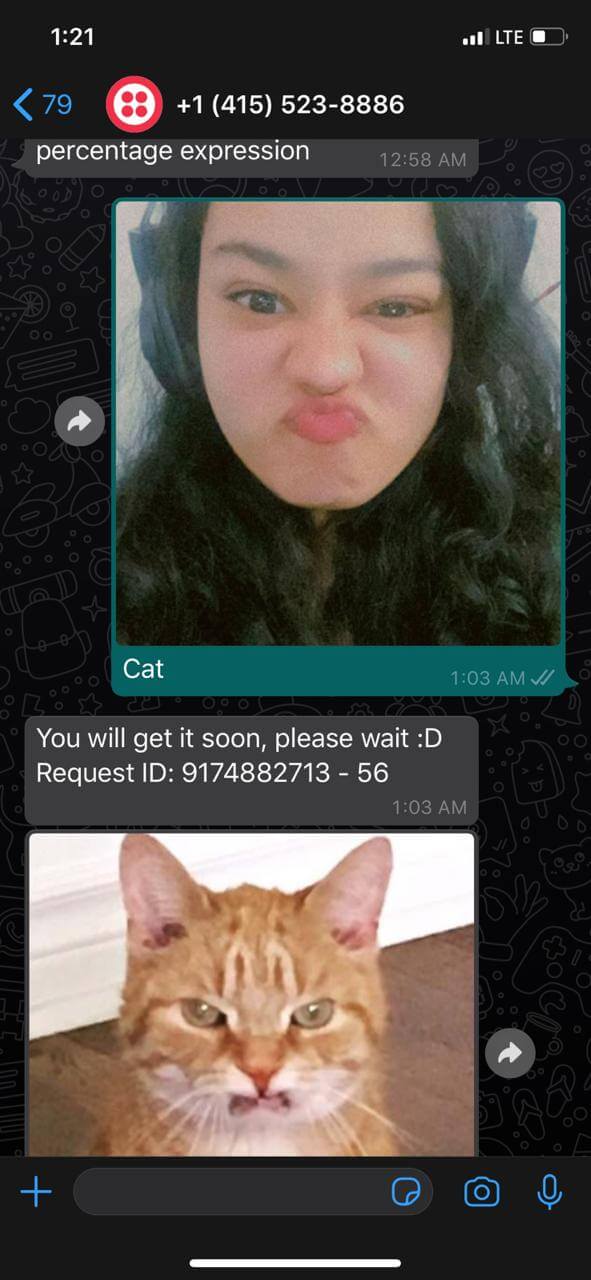 1:21
LTE
79
+1 (415) 523-8886
percentage expression
12:58 AM
Cat
1:03 AM
You will get it soon, please wait :D
Request ID: 9174882713 - 56
1:03 AM